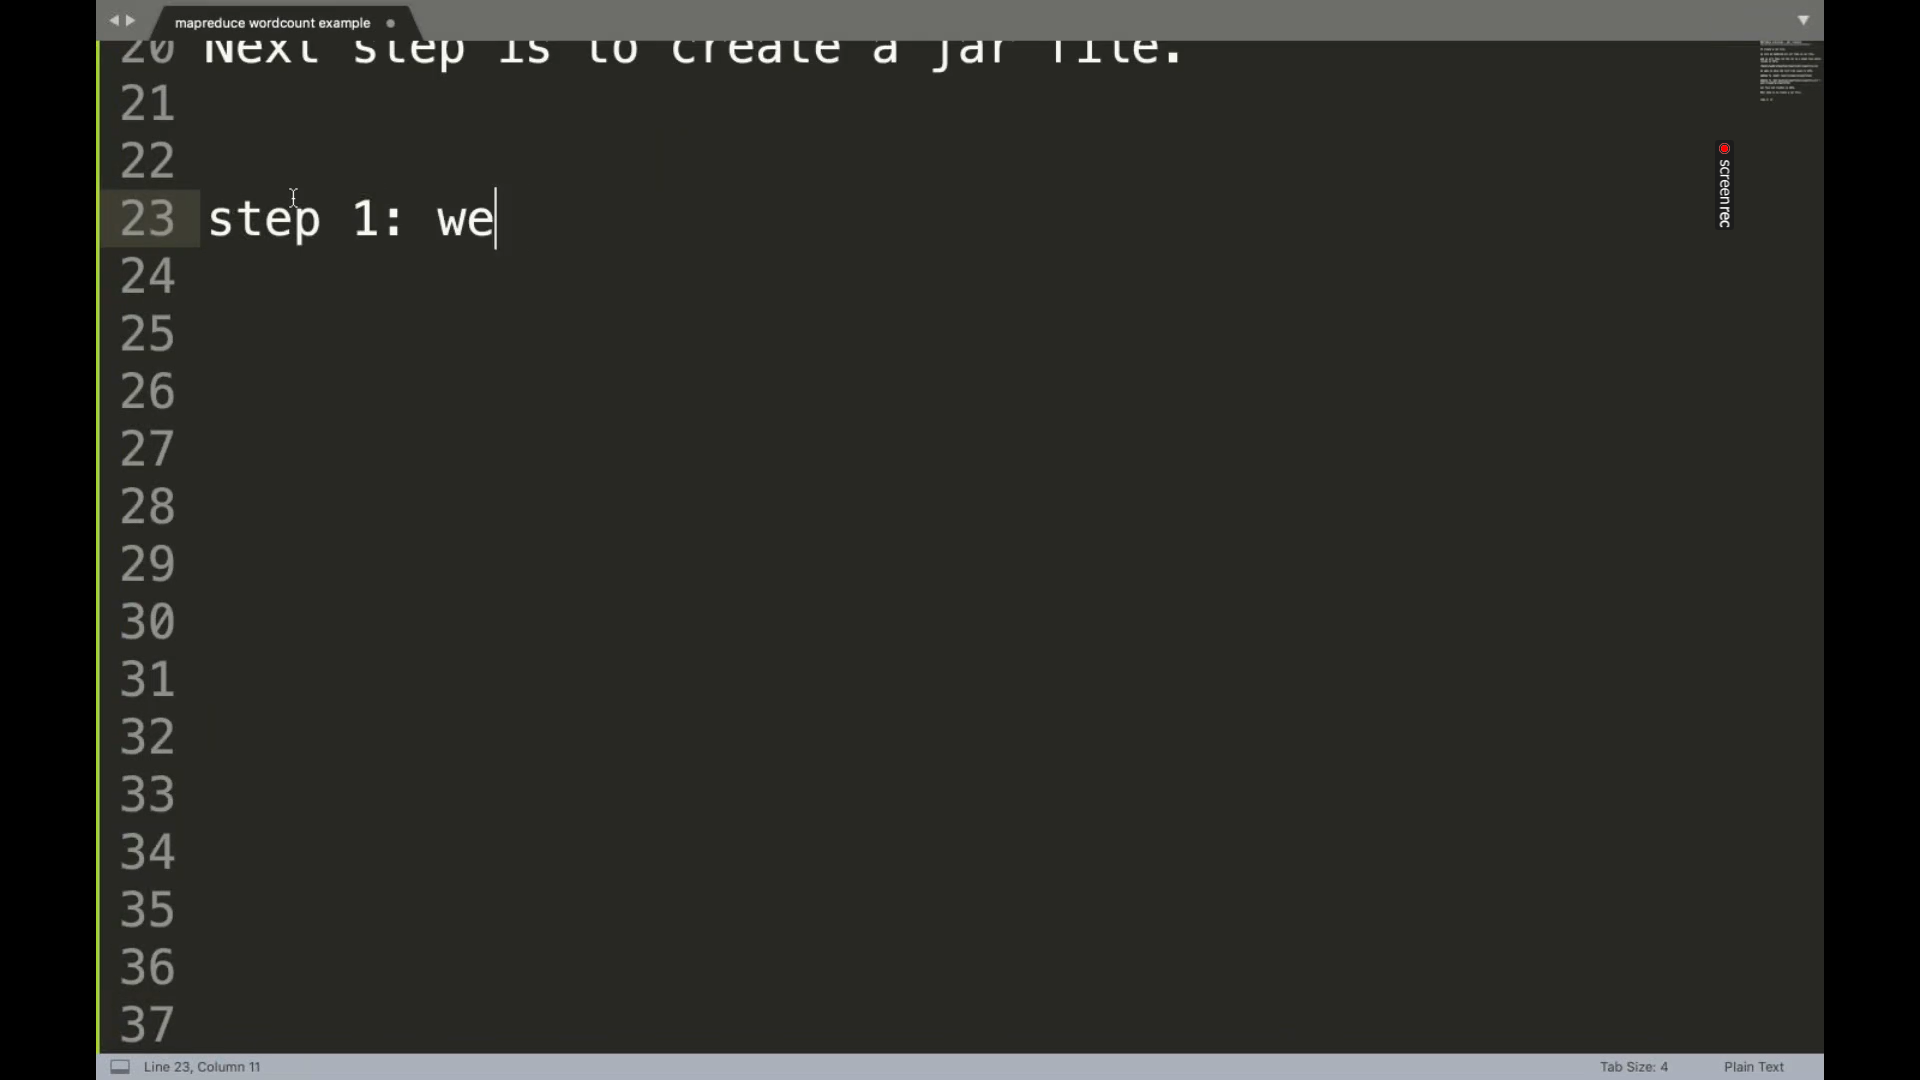 mapreduce wordcount example
20 Next step is to create a jar file.
21
22
23 step 1: we
24
25
26
27
28
29
30
31
32
33
34
35
36
37
screen rec
Line 23, Column 11
Tab Size: 4
Plain Text